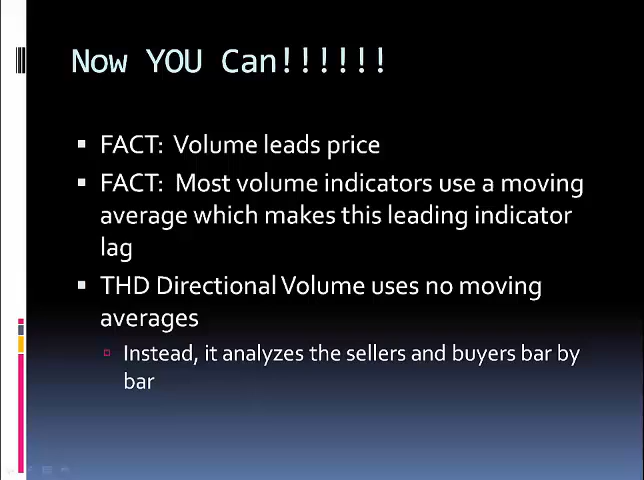 Now YOU Can!!!!!!
FACT:  Volume leads price
FACT:  Most volume indicators use a moving
average which makes this leading indicator
lag
THD Directional Volume uses no moving
averages
Instead, it analyzes the sellers and buyers bar by
bar